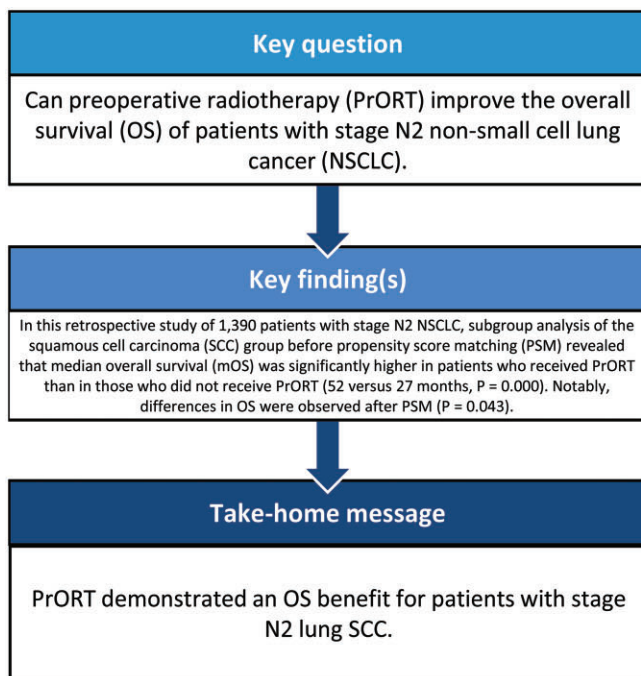 Key question
Can preoperative radiotherapy (PrORT) improve the overall
survival (OS) of patients with stage N2 non-small cell lung
cancer (NSCLC).
Key finding(s)
In this retrospective study of 1,390 patients with stage N2 NSCLC, subgroup analysis of the
squamous cell carcinoma (SCC) group before propensity score matching (PSM) revealed
that median overall survival (mOS) was significantly higher in patients who received PrORT
than in those who did not receive PrORT (52 versus 27 months, P = 0.000). Notably,
differences in OS were observed after PSM (P = 0.043).
Take-home message
PrORT demonstrated an OS benefit for patients with stage
N2 lung SCC.